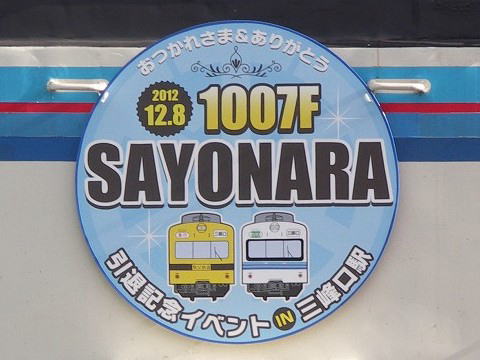 おつかれさま&ありがとう
2012
12.8
1007F
SAYONARA
引退記念イベント IN 三峰口駅